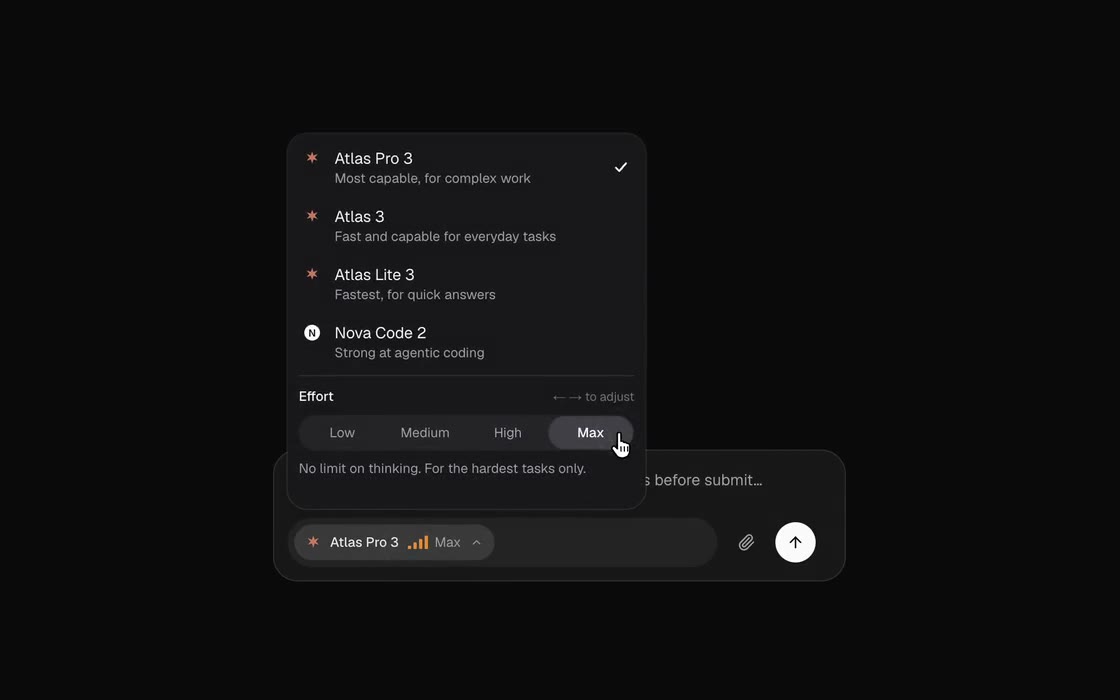 Atlas Pro 3
Most capable, for complex work
Atlas 3
Fast and capable for everyday tasks
Atlas Lite 3
Fastest, for quick answers
N
Nova Code 2
Strong at agentic coding
Effort
←→ to adjust
Low
Medium
High
Max
No limit on thinking. For the hardest tasks only.
before submit…
Atlas Pro 3
Max